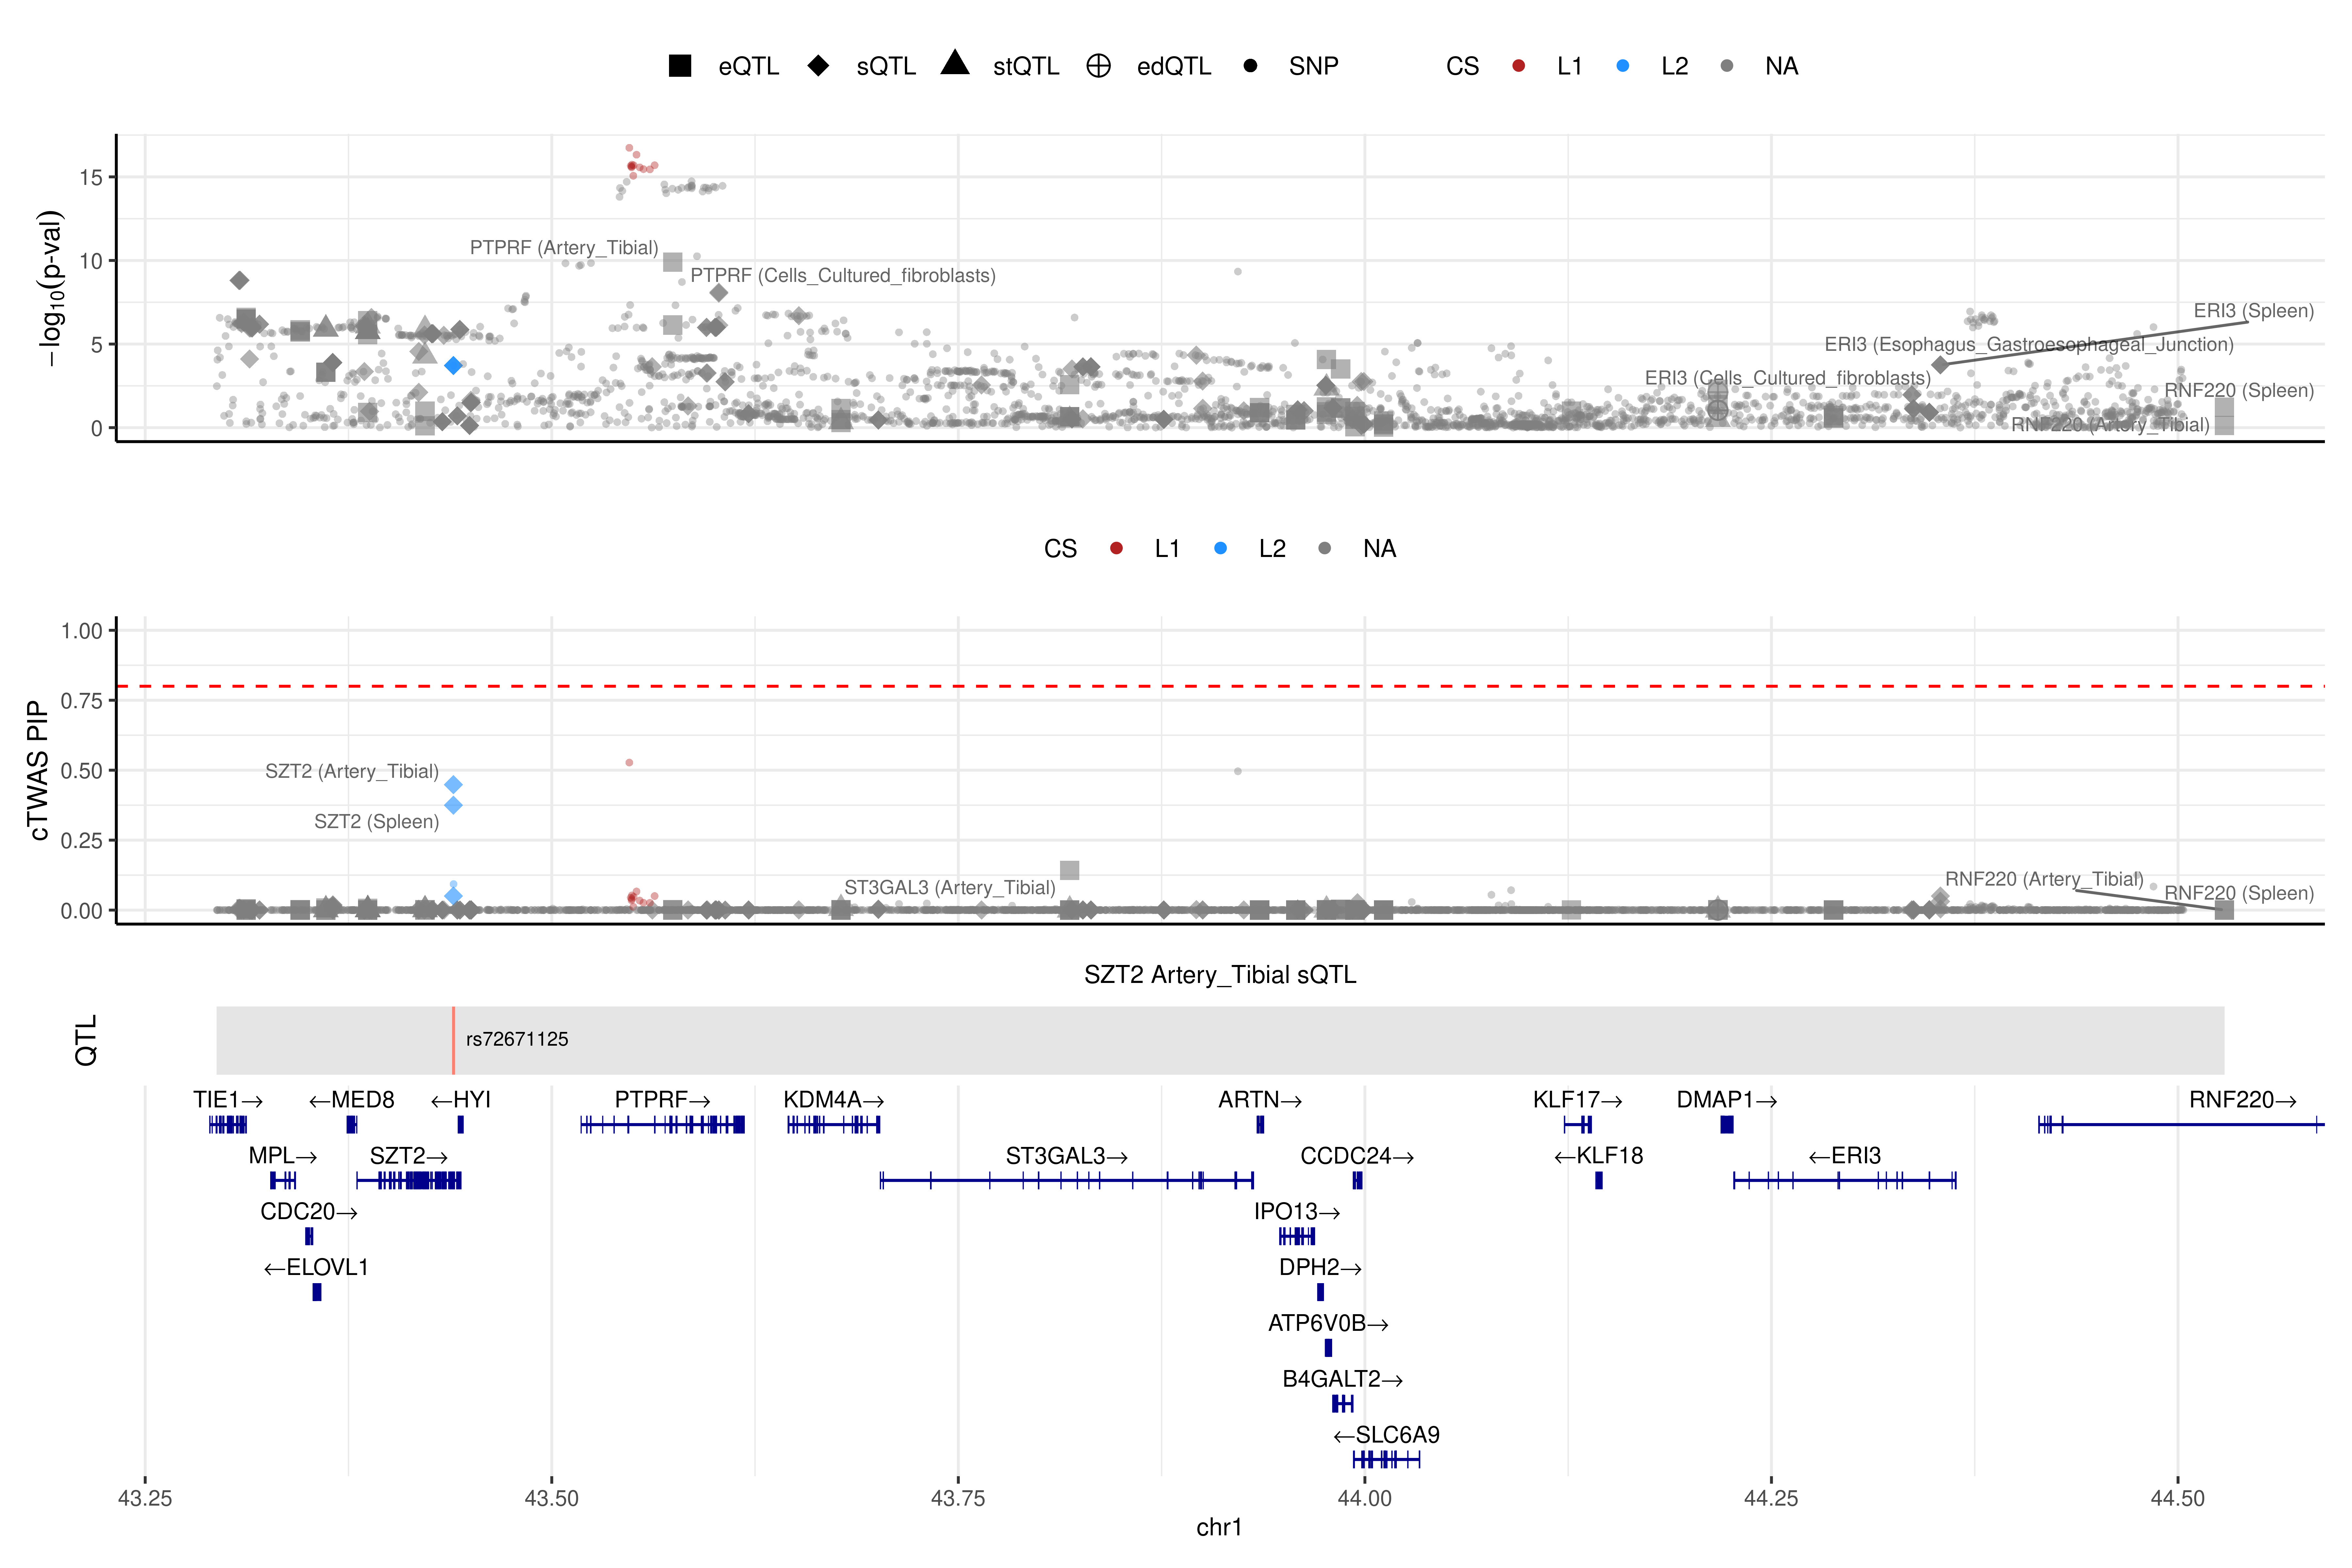 eQTL sQTL stQTL edQTL SNP CS L1 L2 NA
−log10(p-val)
15
10
5
0
PTPRF (Artery_Tibial)
PTPRF (Cells_Cultured_fibroblasts)
ERI3 (Spleen)
ERI3 (Esophagus_Gastroesophageal_Junction)
ERI3 (Cells_Cultured_fibroblasts)
RNF220 (Spleen)
RNF220 (Artery_Tibial)
CS L1 L2 NA
cTWAS PIP
1.00
0.75
0.50
0.25
0.00
SZT2 (Artery_Tibial)
SZT2 (Spleen)
ST3GAL3 (Artery_Tibial)
RNF220 (Artery_Tibial)
RNF220 (Spleen)
SZT2 Artery_Tibial sQTL
QTL
rs72671125
TIE1→ ←MED8 ←HYI PTPRF→ KDM4A→ ARTN→ KLF17→ DMAP1→ RNF220→
MPL→ SZT2→ ST3GAL3→ CCDC24→ ←KLF18 ←ERI3
CDC20→ IPO13→
←ELOVL1 DPH2→
ATP6V0B→
B4GALT2→
←SLC6A9
43.25 43.50 43.75 44.00 44.25 44.50
chr1